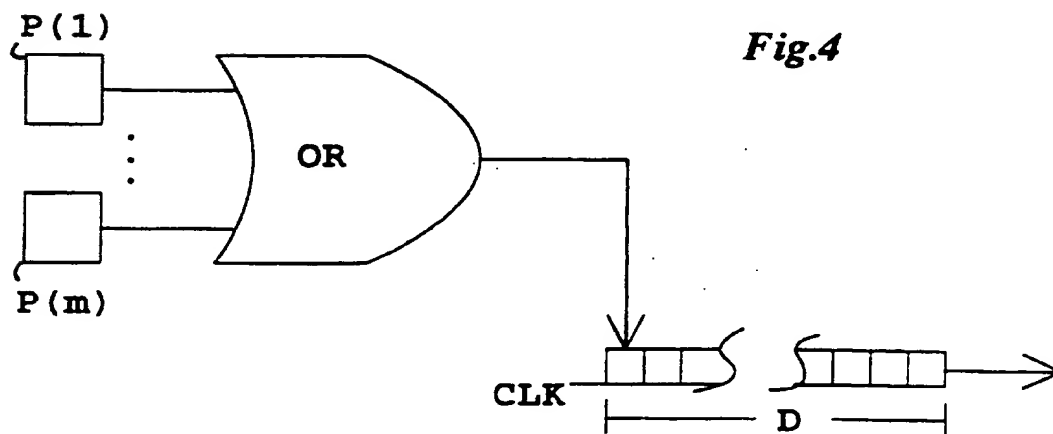 P(1)
Fig.4
OR
P(m)
CLK
D